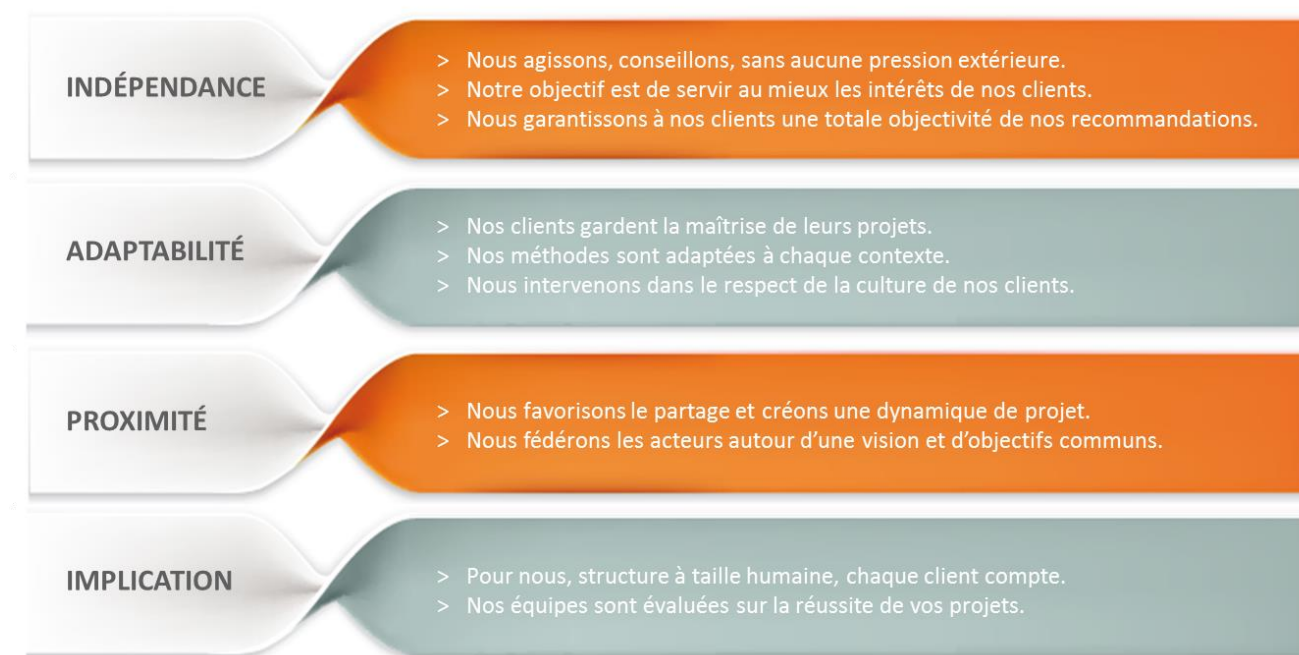 INDÉPENDANCE
> Nous agissons, conseillons, sans aucune pression extérieure.
> Notre objectif est de servir au mieux les intérêts de nos clients.
> Nous garantissons à nos clients une totale objectivité de nos recommandations.
ADAPTABILITÉ
> Nos clients gardent la maîtrise de leurs projets.
> Nos méthodes sont adaptées à chaque contexte.
> Nous intervenons dans le respect de la culture de nos clients.
PROXIMITÉ
> Nous favorisons le partage et créons une dynamique de projet.
> Nous fédérons les acteurs autour d’une vision et d’objectifs communs.
IMPLICATION
> Pour nous, structure à taille humaine, chaque client compte.
> Nos équipes sont évaluées sur la réussite de vos projets.